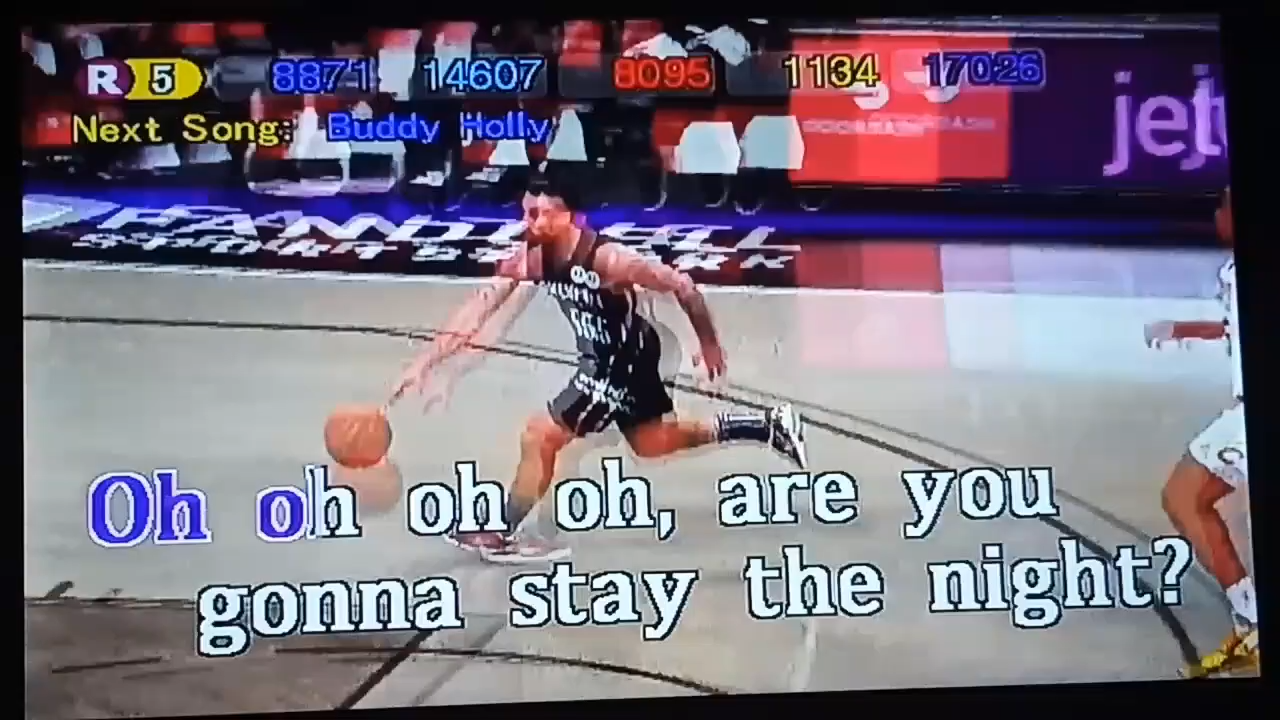 R 5 8871 14607 8095 1134 17026
Next Song: Buddy Holly
jet
Oh oh oh oh, are you
gonna stay the night?